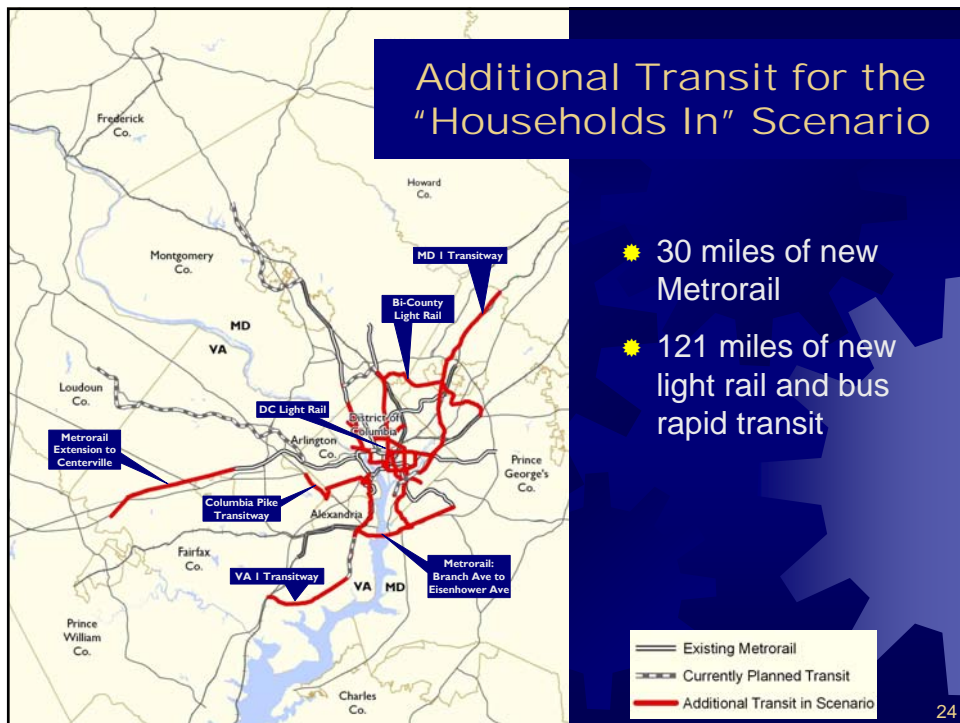 Additional Transit for the
“Households In” Scenario
Frederick
Co.
Howard
Co.
Montgomery
Co.
MD 1 Transitway
Bi-County
Light Rail
MD
VA
Loudoun
Co.
DC Light Rail
District of
Columbia
Arlington
Co.
Metrorail
Extension to
Centerville
Prince
George's
Co.
Columbia Pike
Transitway
Alexandria
Fairfax
Co.
VA 1 Transitway
VA
MD
Metrorail:
Branch Ave to
Eisenhower Ave
Prince
William
Co.
Charles
Co.
30 miles of new
Metrorail
121 miles of new
light rail and bus
rapid transit
Existing Metrorail
Currently Planned Transit
Additional Transit in Scenario
24